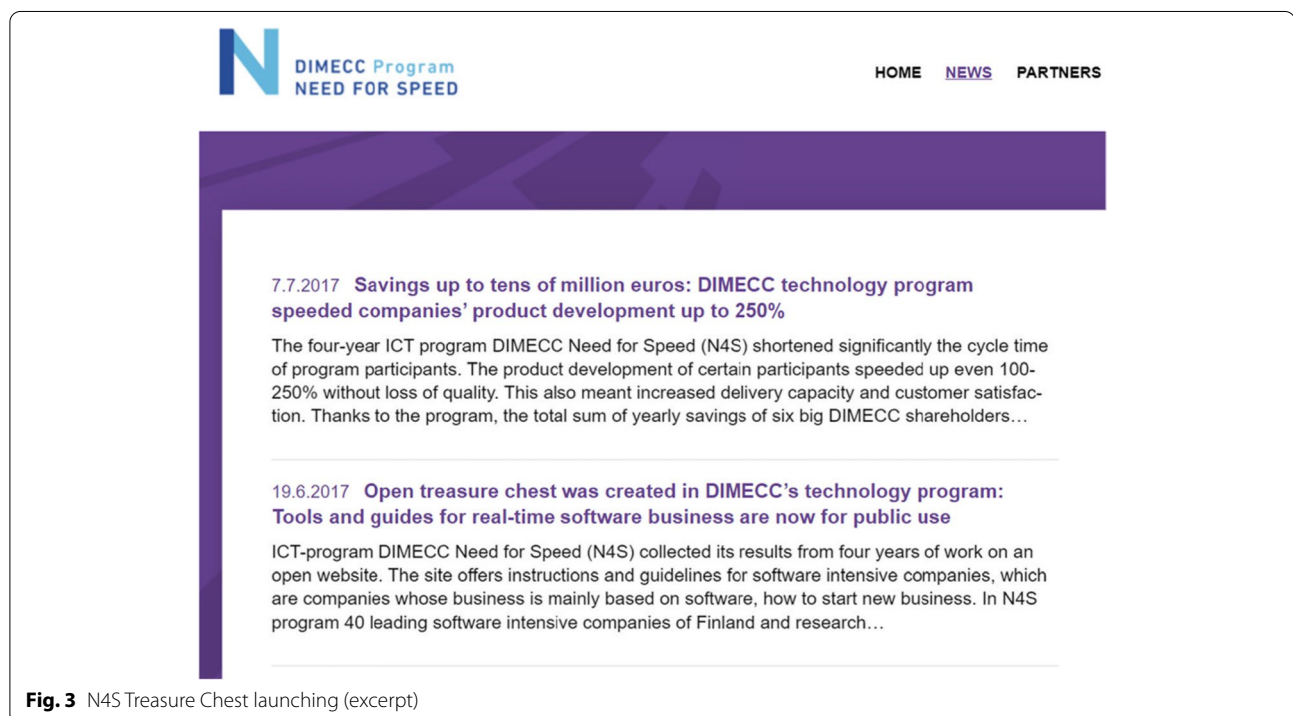 DIMECC Program
NEED FOR SPEED
HOME NEWS PARTNERS
7.7.2017 Savings up to tens of million euros: DIMECC technology program
speeded companies’ product development up to 250%
The four-year ICT program DIMECC Need for Speed (N4S) shortened significantly the cycle time
of program participants. The product development of certain participants speeded up even 100-
250% without loss of quality. This also meant increased delivery capacity and customer satisfac-
tion. Thanks to the program, the total sum of yearly savings of six big DIMECC shareholders…
19.6.2017 Open treasure chest was created in DIMECC’s technology program:
Tools and guides for real-time software business are now for public use
ICT-program DIMECC Need for Speed (N4S) collected its results from four years of work on an
open website. The site offers instructions and guidelines for software intensive companies, which
are companies whose business is mainly based on software, how to start new business. In N4S
program 40 leading software intensive companies of Finland and research…
Fig. 3 N4S Treasure Chest launching (excerpt)